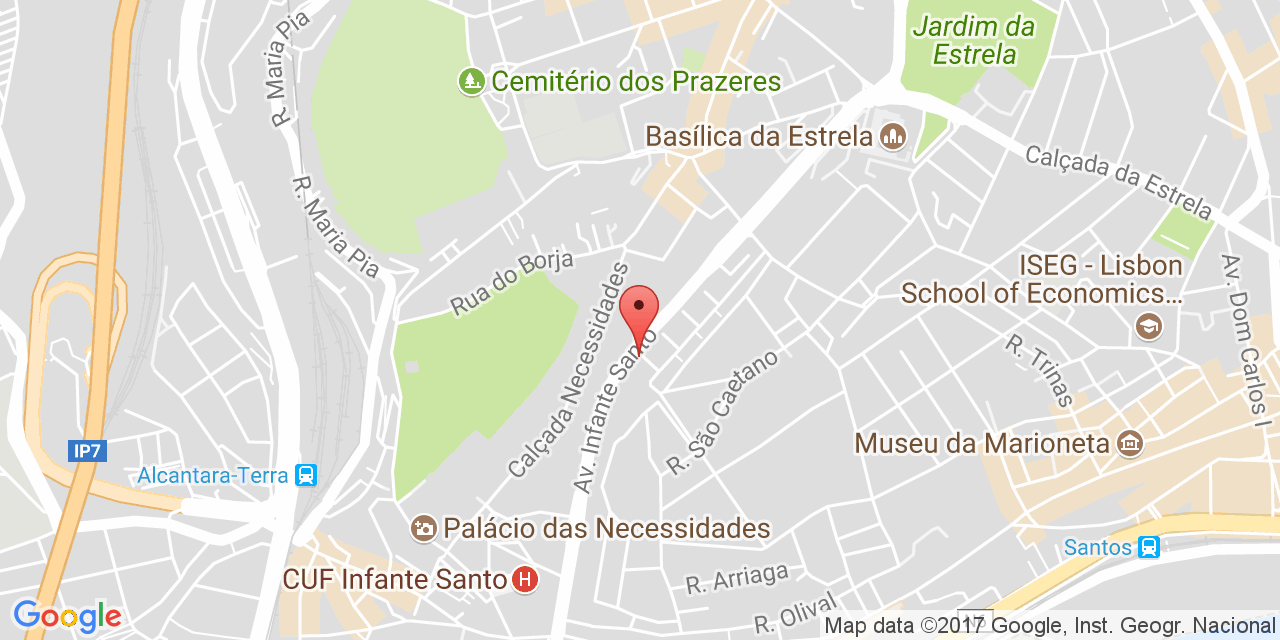 Jardim da
Estrela
R. Maria Pia
Cemitério dos Prazeres
Basílica da Estrela
Calçada da Estrela
R. Maria Pia
Rua do Borja
ISEG - Lisbon
School of Economics...
Av. Dom Carlos I
Calçada Necessidades
Av. Infante Santo
R. Trinas
R. São Caetano
Museu da Marioneta
IP7
Alcantara-Terra
Palácio das Necessidades
Santos
CUF Infante Santo
H
R. Arriaga
R. Olival
Google
Map data ©2017 Google, Inst. Geogr. Nacional